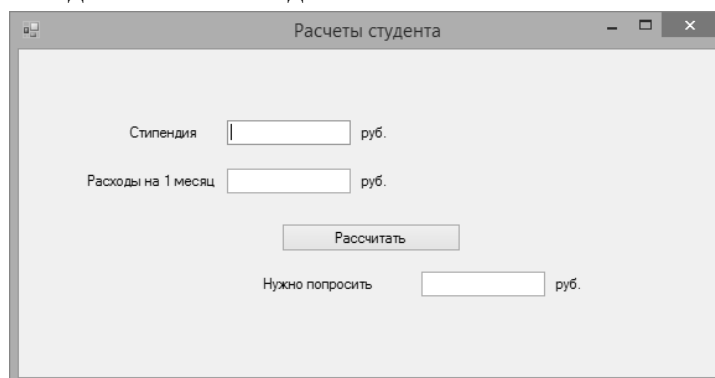 Расчеты студента
Стипендия руб.
Расходы на 1 месяц руб.
Рассчитать
Нужно попросить руб.